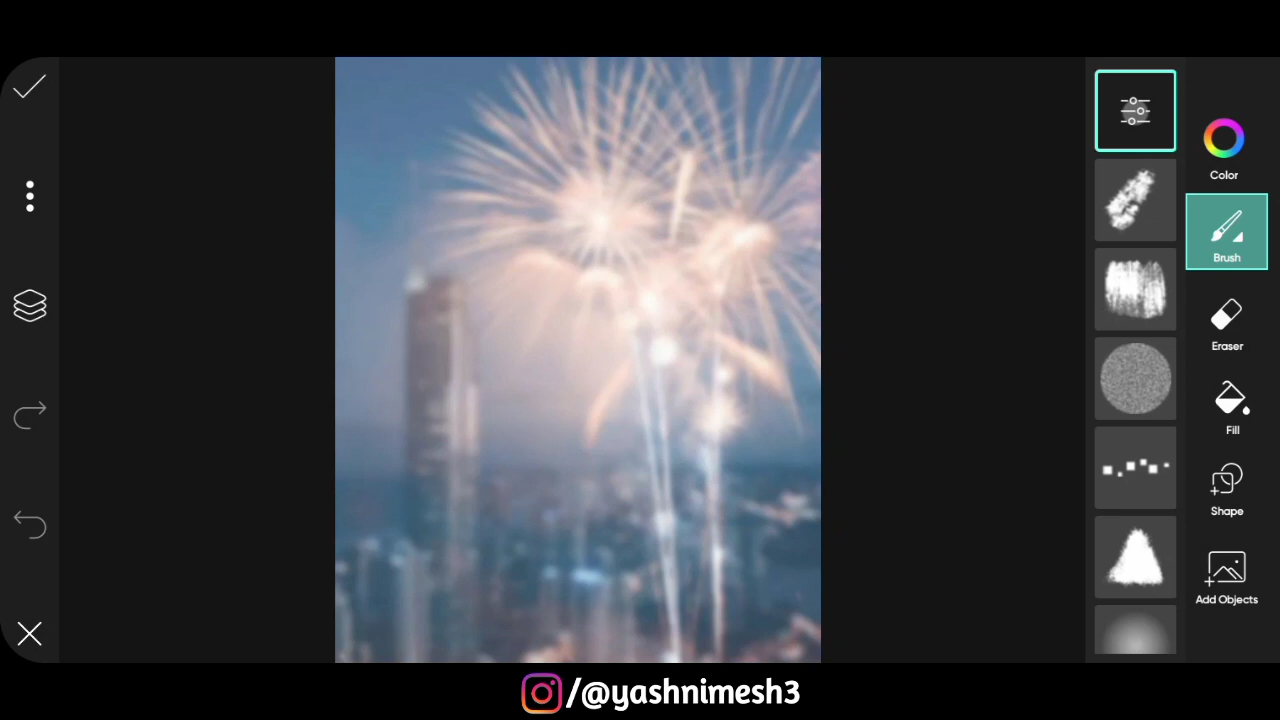 Color
Brush
Eraser
Fill
Shape
Add Objects
/@yashnimesh3